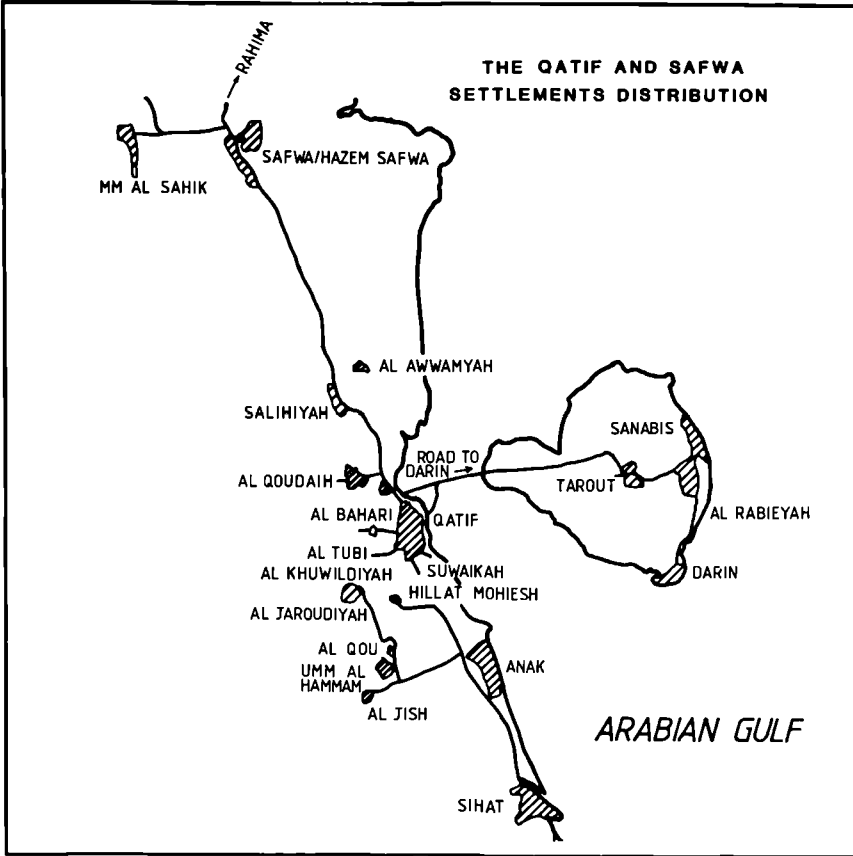 THE QATIF AND SAFWA
SETTLEMENTS DISTRIBUTION
RAHIMA
SAFWA/HAZEM SAFWA
MM AL SAHIK
AL AWWAMYAH
SALIHIYAH
SANABIS
ROAD TO
DARIN
AL QOUDAIH
TAROUT
AL BAHARI
QATIF
AL RABIEYAH
AL TUBI
SUWAIKAH
DARIN
AL KHUWILDIYAH
HILLAT MOHIESH
AL JAROUDIYAH
AL QOU
UMM AL
HAMMAM
ANAK
AL JISH
ARABIAN GULF
SIHAT